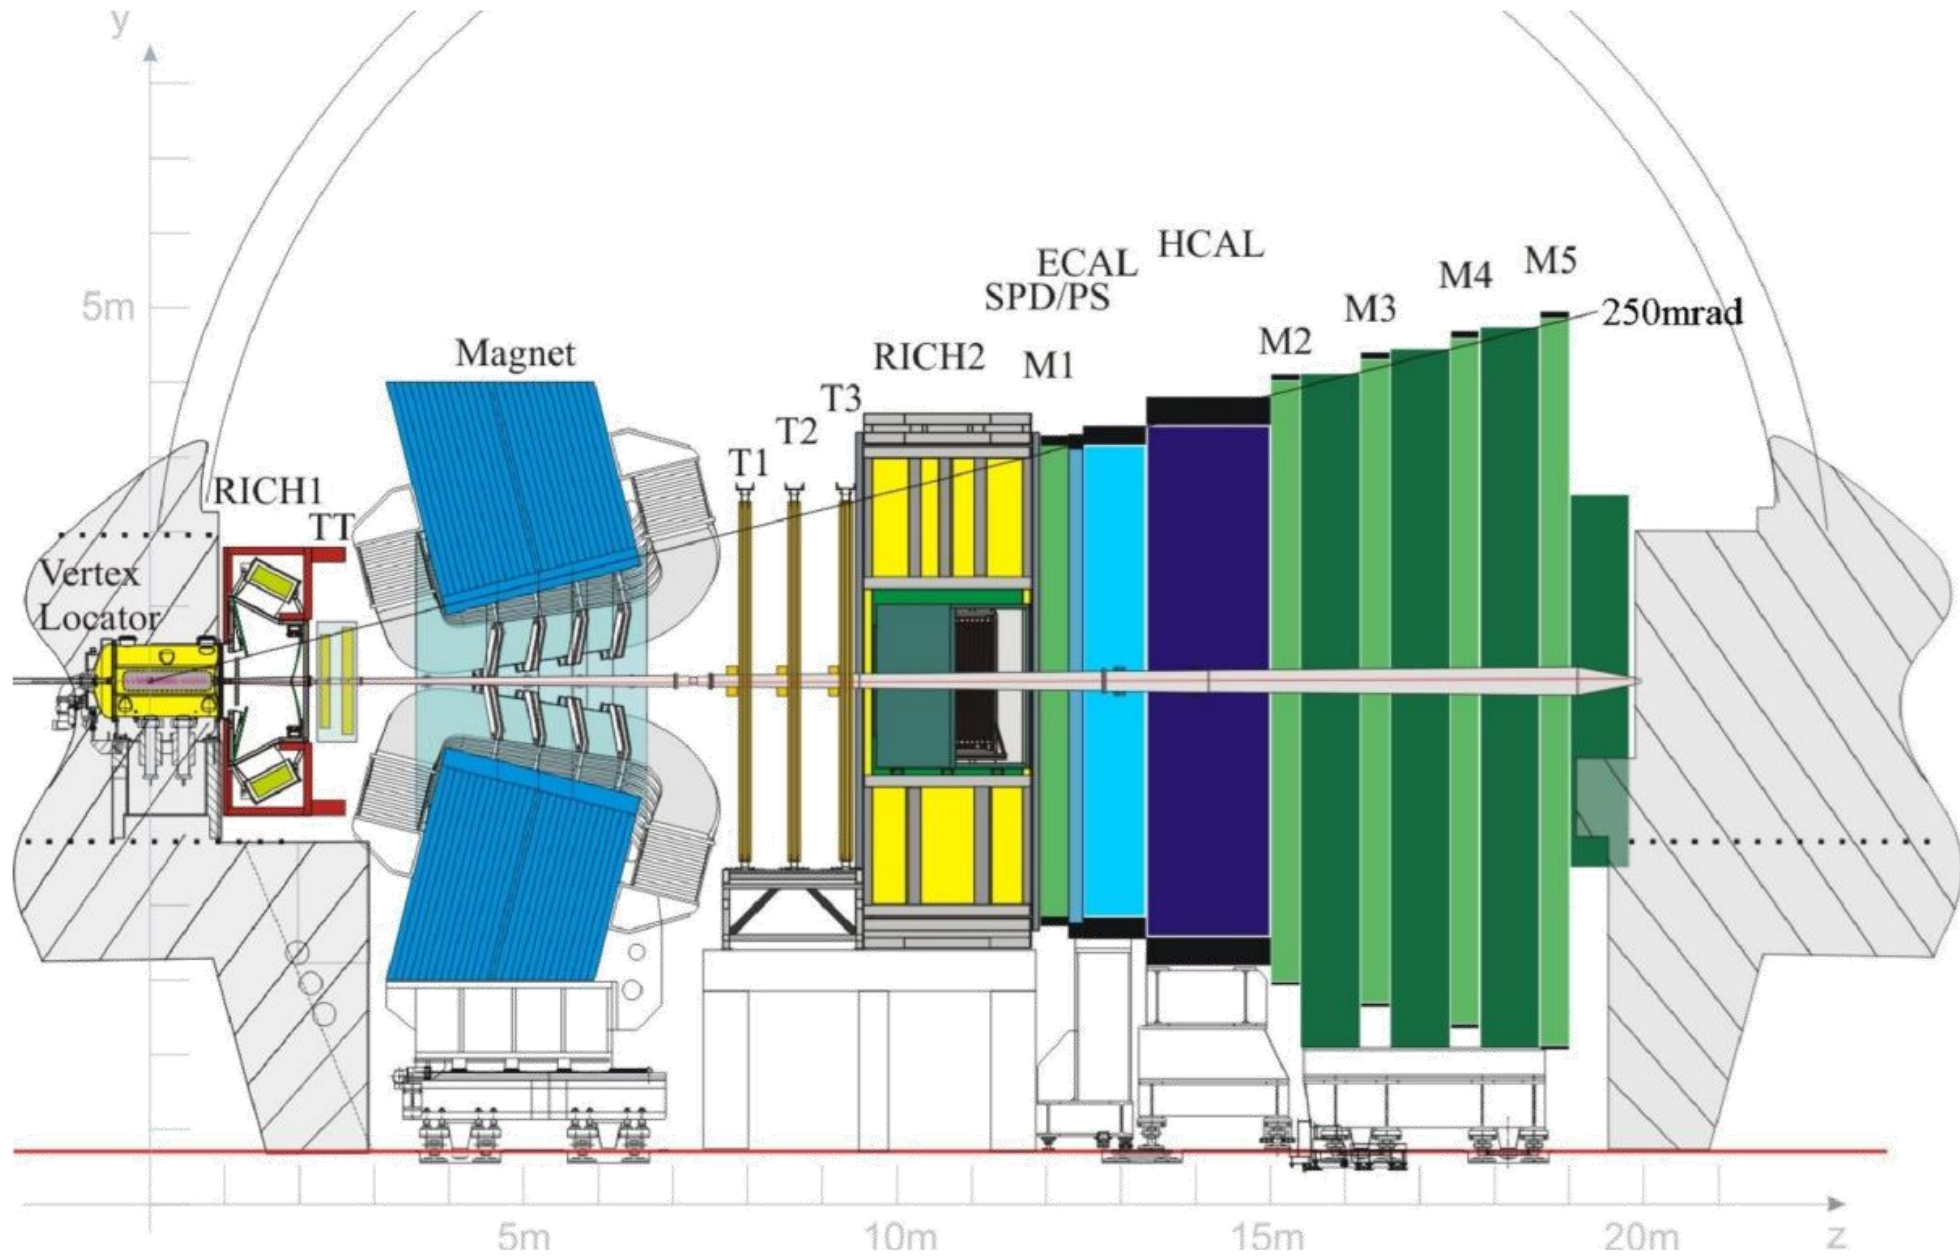 y
5m
HCAL
ECAL
SPD/PS
M5
M4
M3
250mrad
M2
Magnet
RICH2
M1
T3
T2
T1
RICH1
TT
Vertex
Locator
5m
10m
15m
20m
z